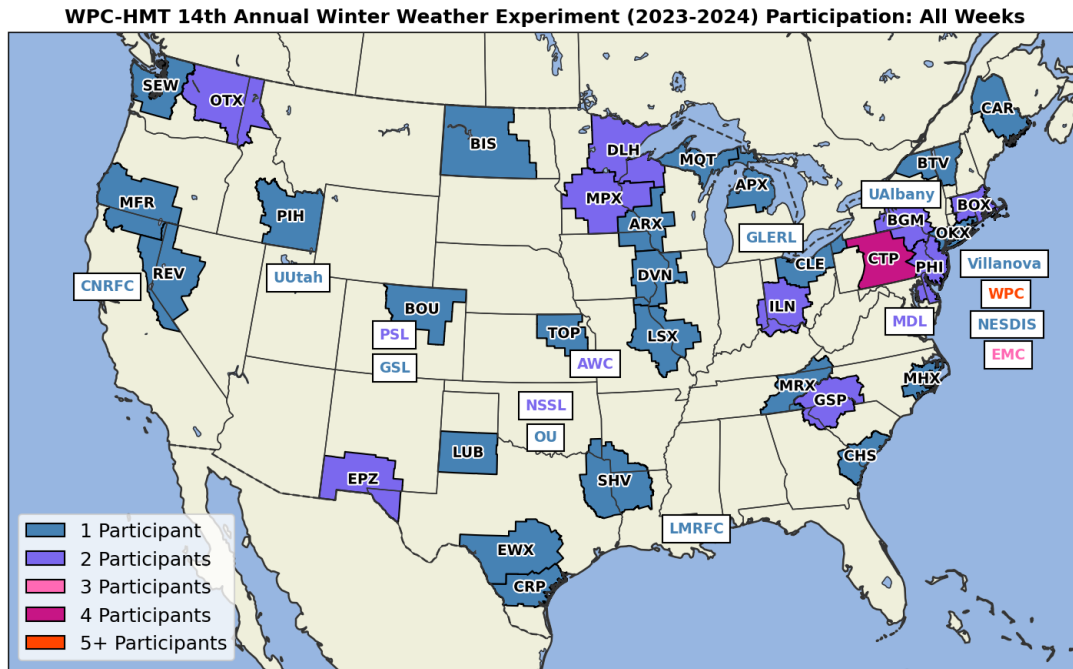 WPC-HMT 14th Annual Winter Weather Experiment (2023-2024) Participation: All Weeks
SEW
OTX
BIS
DLH
MQT
CAR
BTV
APX
MPX
UAlbany
BOX
MFR
PIH
ARX
BGM
OKX
GLERL
CTP
CLE
PHI
Villanova
REV
UUtah
DVN
CNRFC
WPC
BOU
ILN
MDL
NESDIS
PSL
TOP
LSX
GSL
AWC
EMC
MRX
MHX
GSP
NSSL
OU
LUB
CHS
EPZ
SHV
LMRFC
EWX
CRP
1 Participant
2 Participants
3 Participants
4 Participants
5+ Participants